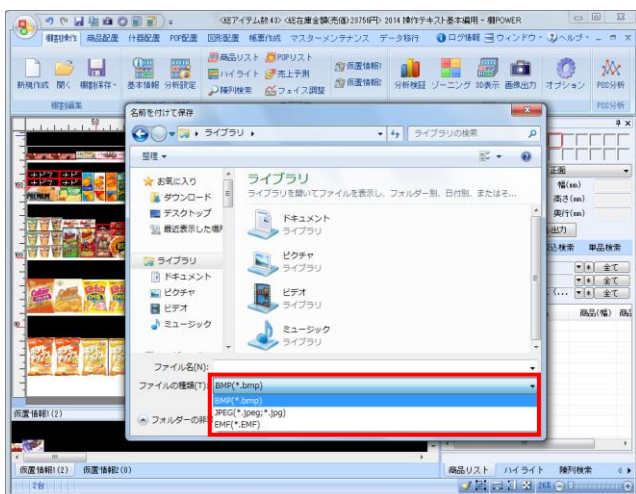 <総アイテム数:43> <総在庫金額(売価):23756円> 2014 操作テキスト基本編用 - 棚POWER
棚割操作 商品配置 什器配置 POP配置 図形配置 帳票作成 マスターメンテナンス データ移行 ログ情報 ウィンドウ ヘルプ
商品リスト POPリスト 仮置情報1
ハイライト 売上予測 仮置情報2
陳列検索 フェイス調整
新規作成 開く 棚割保存 基本情報 分析設定 分析検証 ゾーニング 3D表示 画像出力 オプション POS分析
棚割編集 POS分析
名前を付けて保存
ライブラリ ライブラリの検索
整理
お気に入り
ダウンロード
デスクトップ
最近表示した場所
ライブラリ
ドキュメント
ピクチャ
ビデオ
ミュージック
ライブラリ
ライブラリを開いてファイルを表示し、フォルダー別、日付別、またはそ...
ドキュメント
ライブラリ
ピクチャ
ライブラリ
ビデオ
ライブラリ
ミュージック
ライブラリ
ファイル名(N):
ファイルの種類(T): BMP(*.bmp)
BMP(*.bmp)
JPEG(*.jpeg;*.jpg)
EMF(*.EMF)
フォルダーの非
正面
幅(mm)
高さ(mm)
奥行(mm)
出力
込検索 単品検索
全て
全て
(... 全て
商品(幅) 商品
仮置情報1(2)
仮置情報1(2) 仮置情報2(0)
商品リスト ハイライト 陳列検索
2台 26%